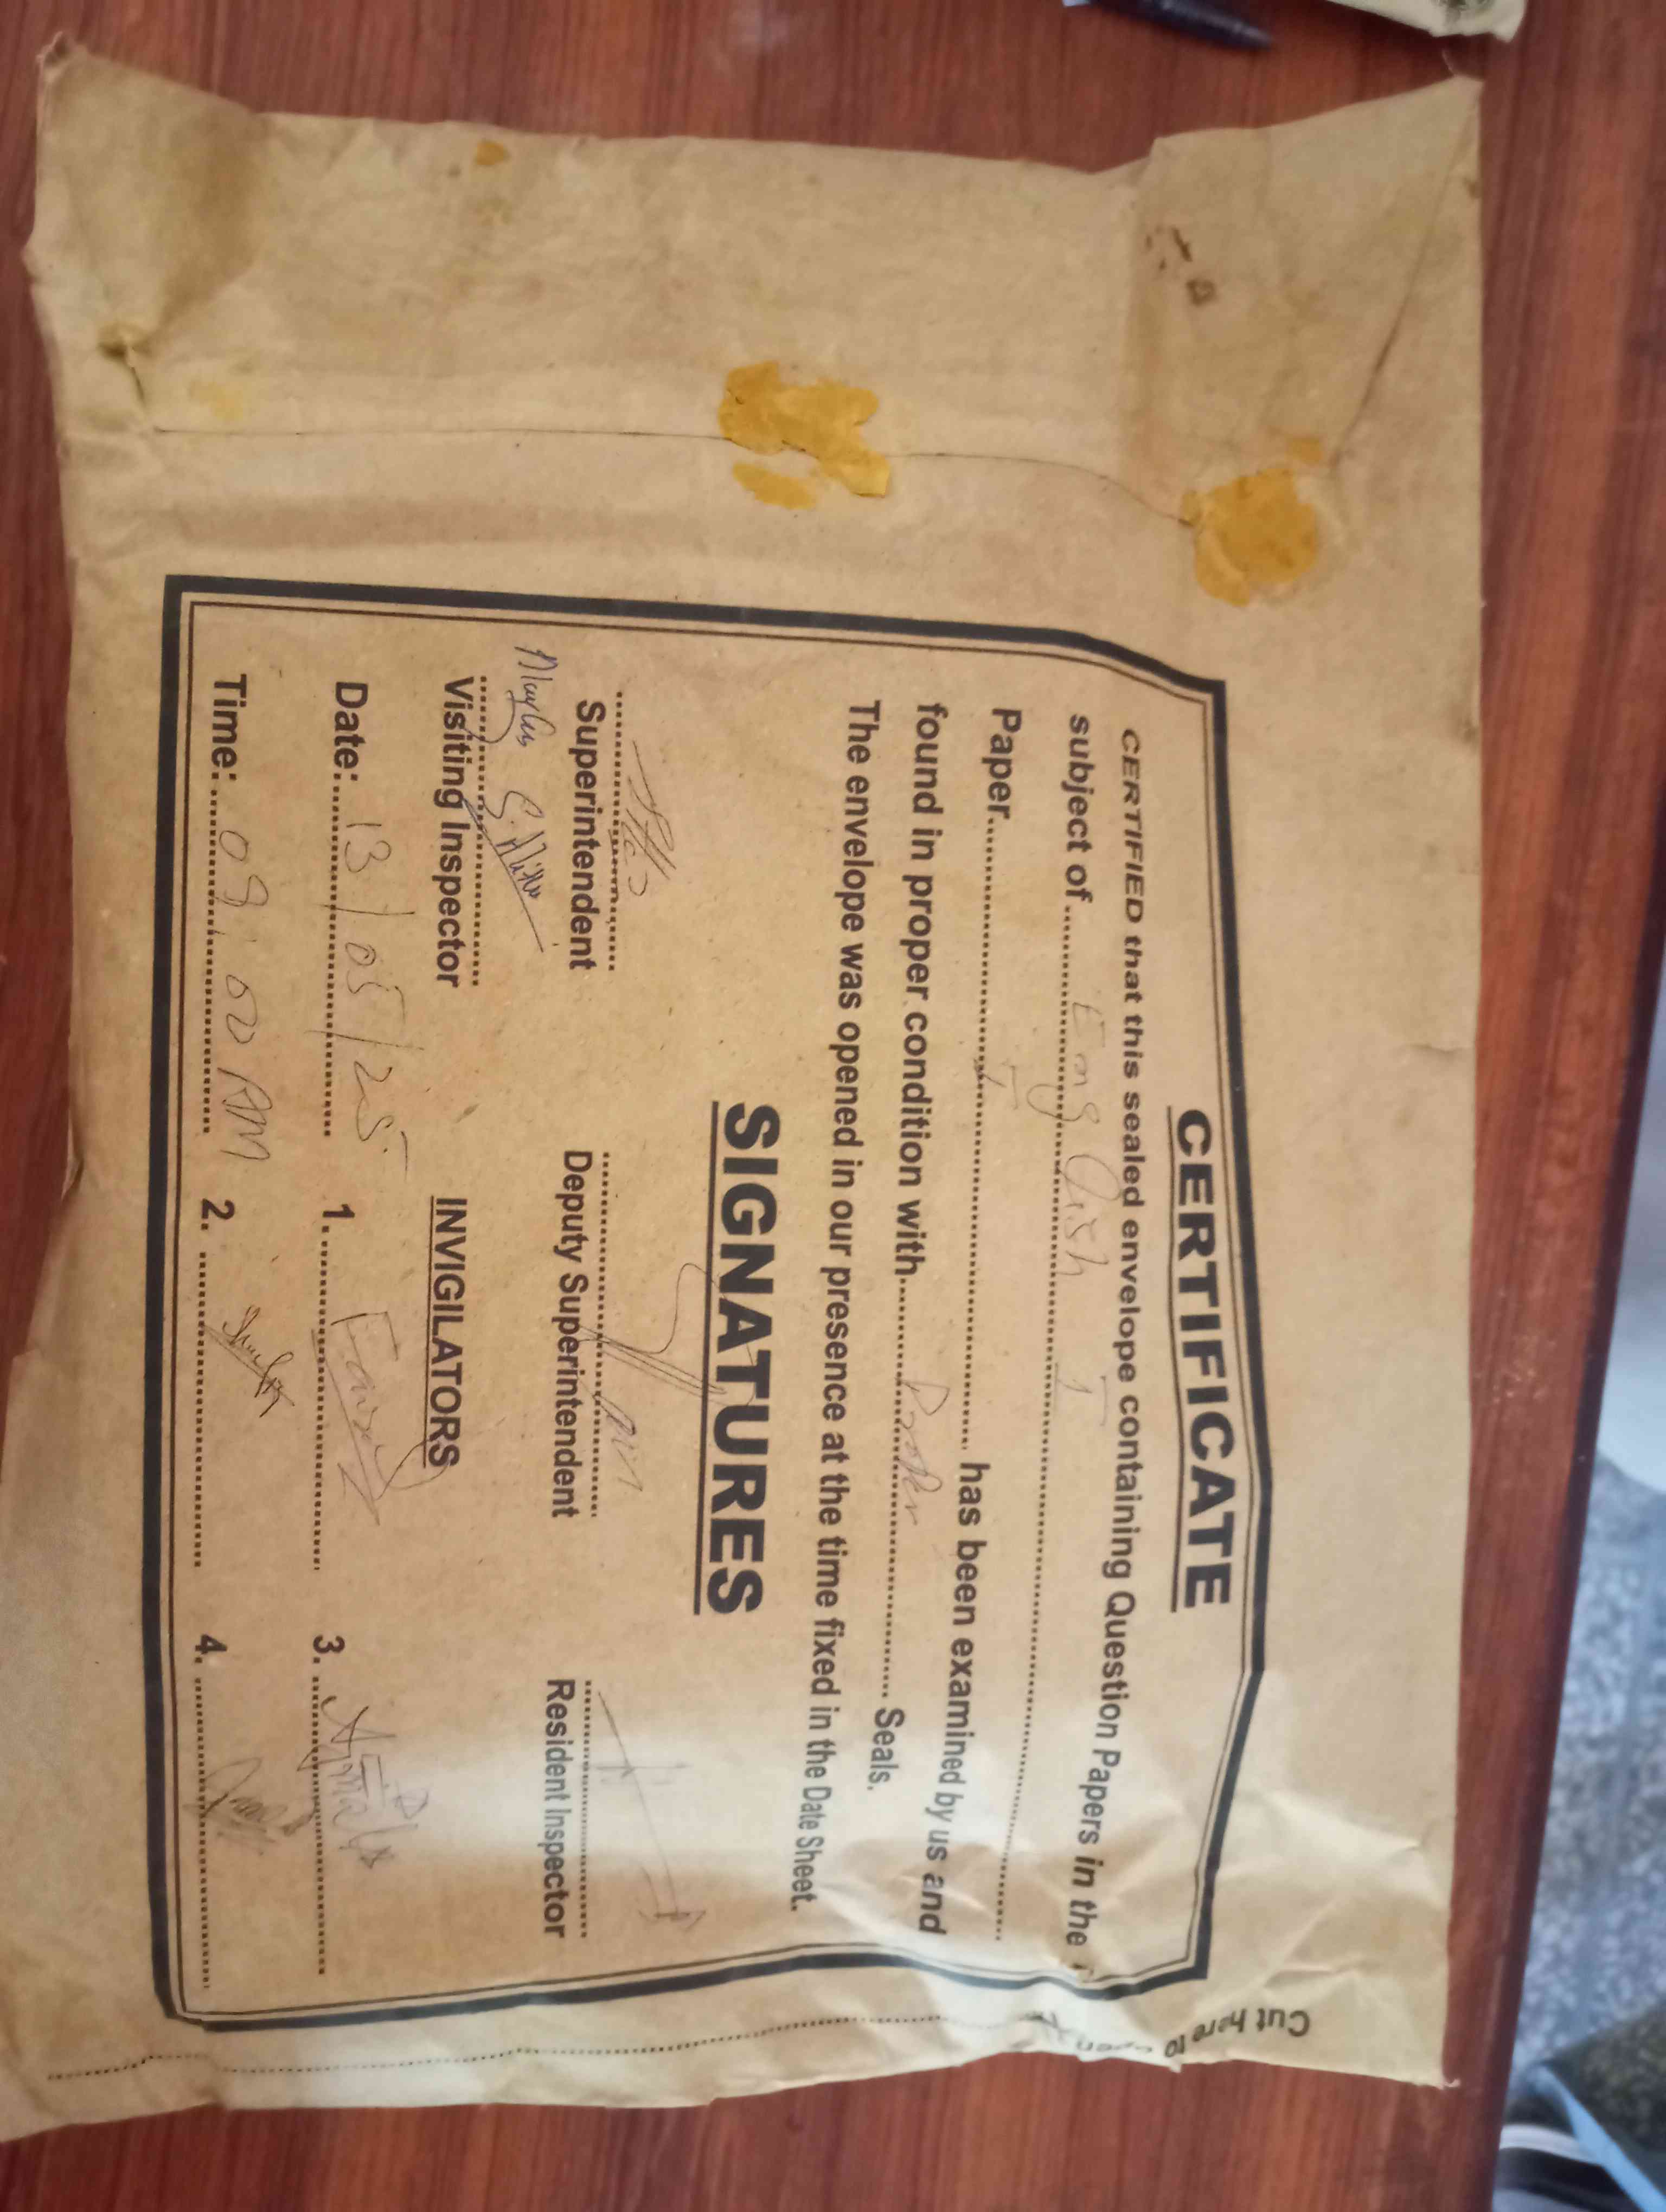 CERTIFICATE
CERTIFIED that this sealed envelope containing Question Papers in the
subject of English I
Paper I has been examined by us and
found in proper condition with Proper Seals.
The envelope was opened in our presence at the time fixed in the Date Sheet.
SIGNATURES
Superintendent Deputy Superintendent Resident Inspector
Visiting Inspector
INVIGILATORS
Date: 13/05/25 1. 3.
Time: 09:00 AM 2. 4.
Cut here to open